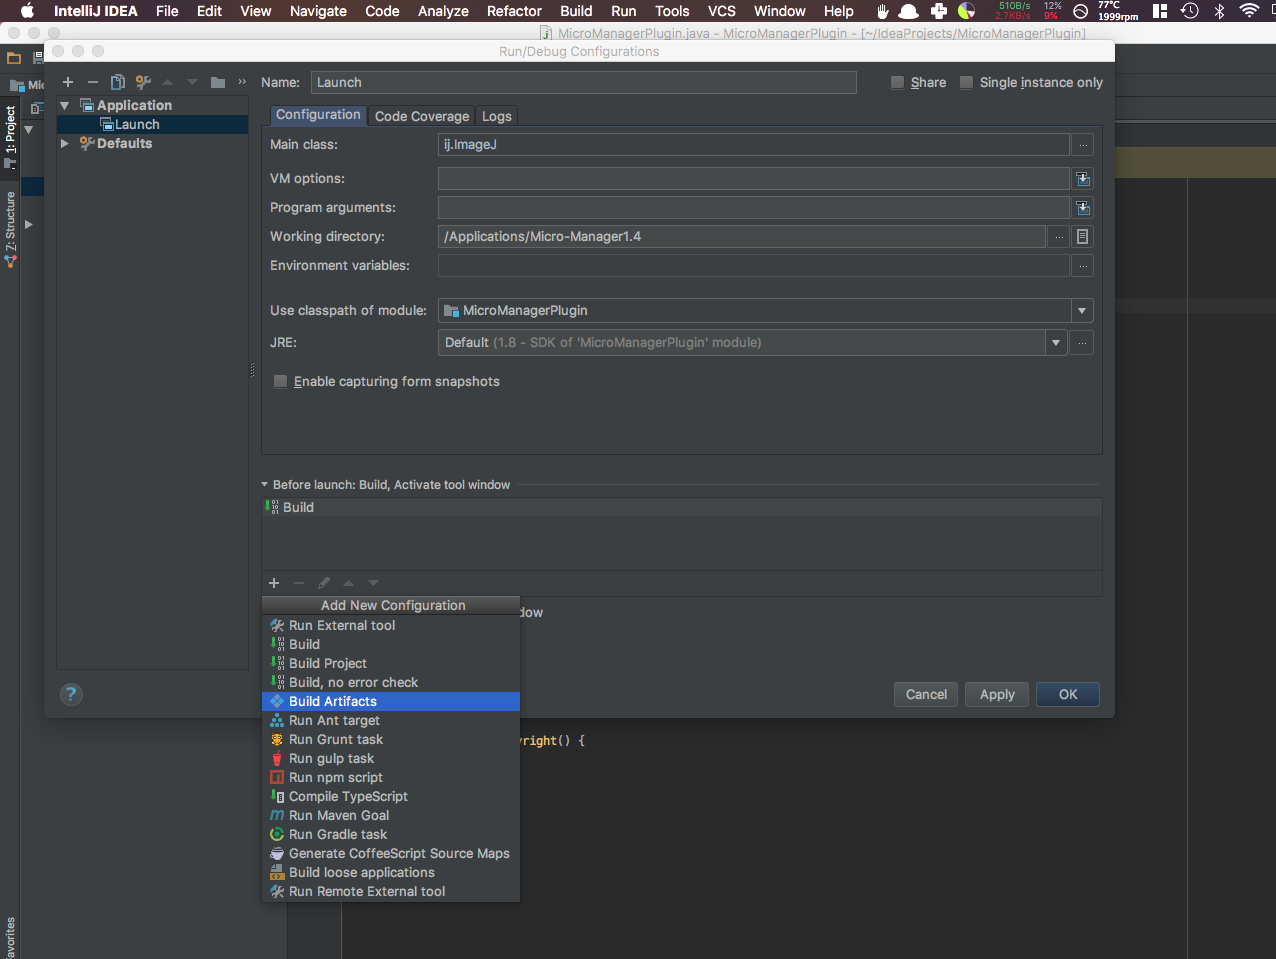 IntelliJ IDEA File Edit View Navigate Code Analyze Refactor Build Run Tools VCS Window Help 510B/s 2,7KB/s 12% 9% 77°C 1999rpm
MicroManagerPlugin.java - MicroManagerPlugin - [~/IdeaProjects/MicroManagerPlugin]
Run/Debug Configurations
Name: Launch Share Single instance only
Mic
1: Project
Z: Structure
avorites
Application
Launch
Defaults
Configuration Code Coverage Logs
Main class: ij.ImageJ ...
VM options:
Program arguments:
Working directory: /Applications/Micro-Manager1.4 ...
Environment variables: ...
Use classpath of module: MicroManagerPlugin
JRE: Default (1.8 - SDK of 'MicroManagerPlugin' module) ...
Enable capturing form snapshots
Before launch: Build, Activate tool window
Build
Add New Configuration
dow
Run External tool
Build
Build Project
Build, no error check
Build Artifacts
Run Ant target
Run Grunt task
Run gulp task
Run npm script
Compile TypeScript
Run Maven Goal
Run Gradle task
Generate CoffeeScript Source Maps
Build loose applications
Run Remote External tool
? Cancel Apply OK
right() {